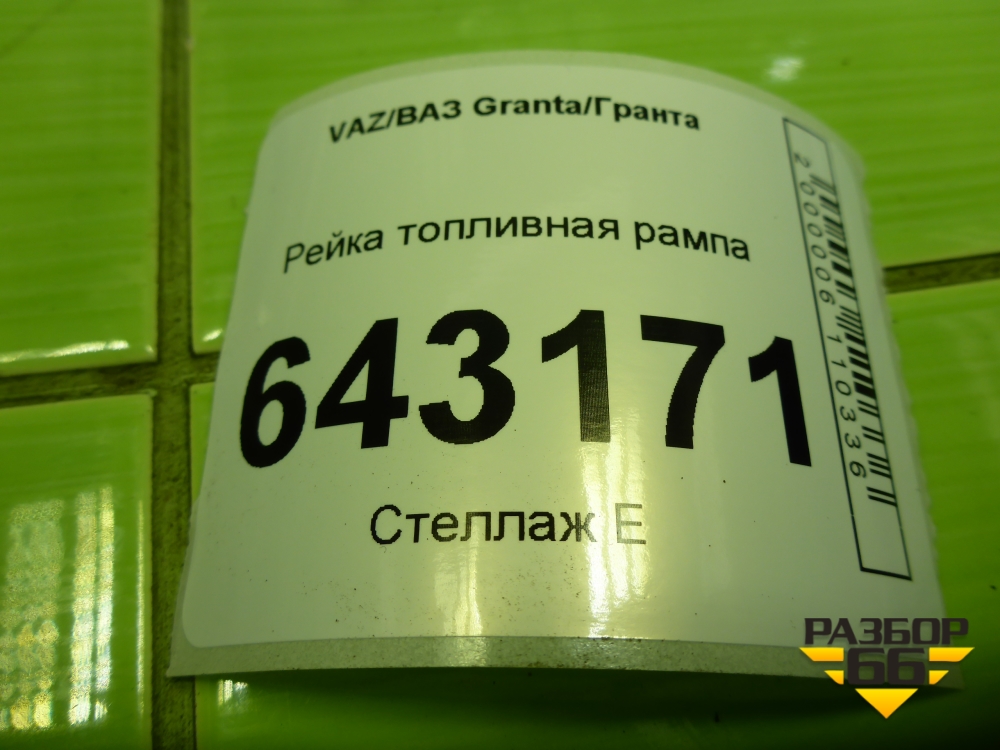 VAZ/ВАЗ Granta/Гранта
Рейка топливная рампа
643171
Стеллаж Е
2000006110336
РАЗБОР
66